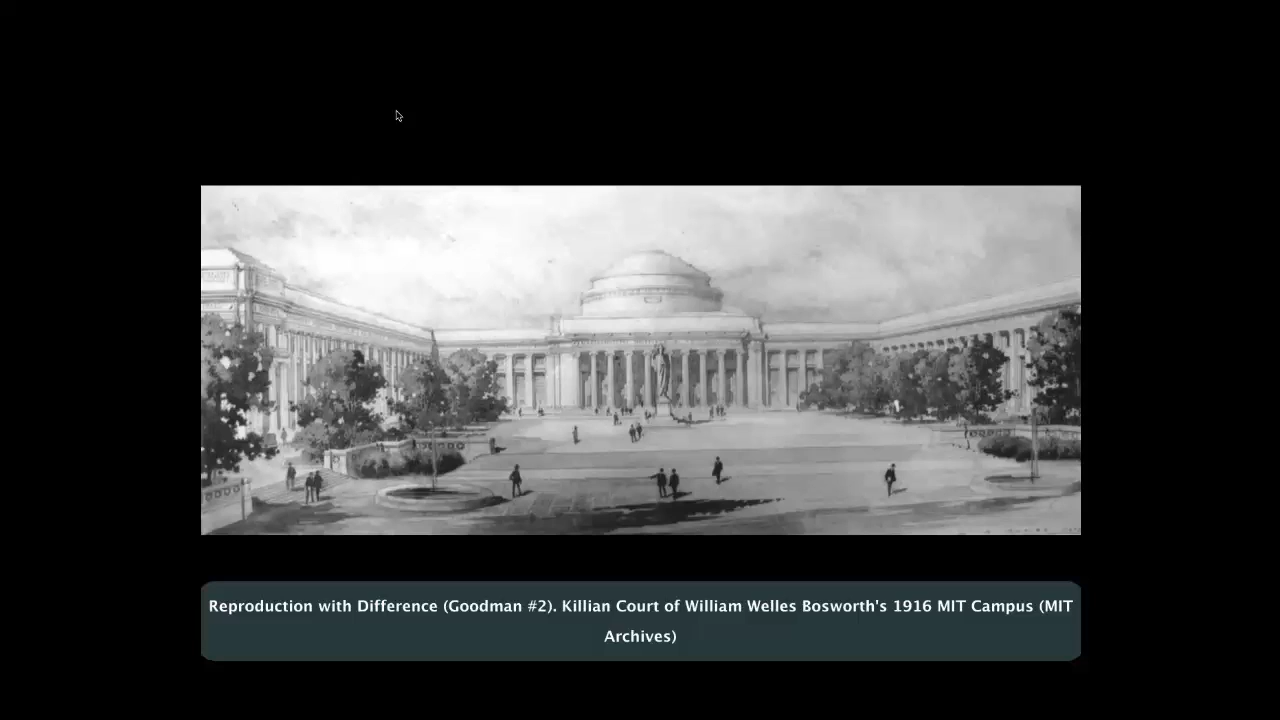 Reproduction with Difference (Goodman #2). Killian Court of William Welles Bosworth's 1916 MIT Campus (MIT
Archives)